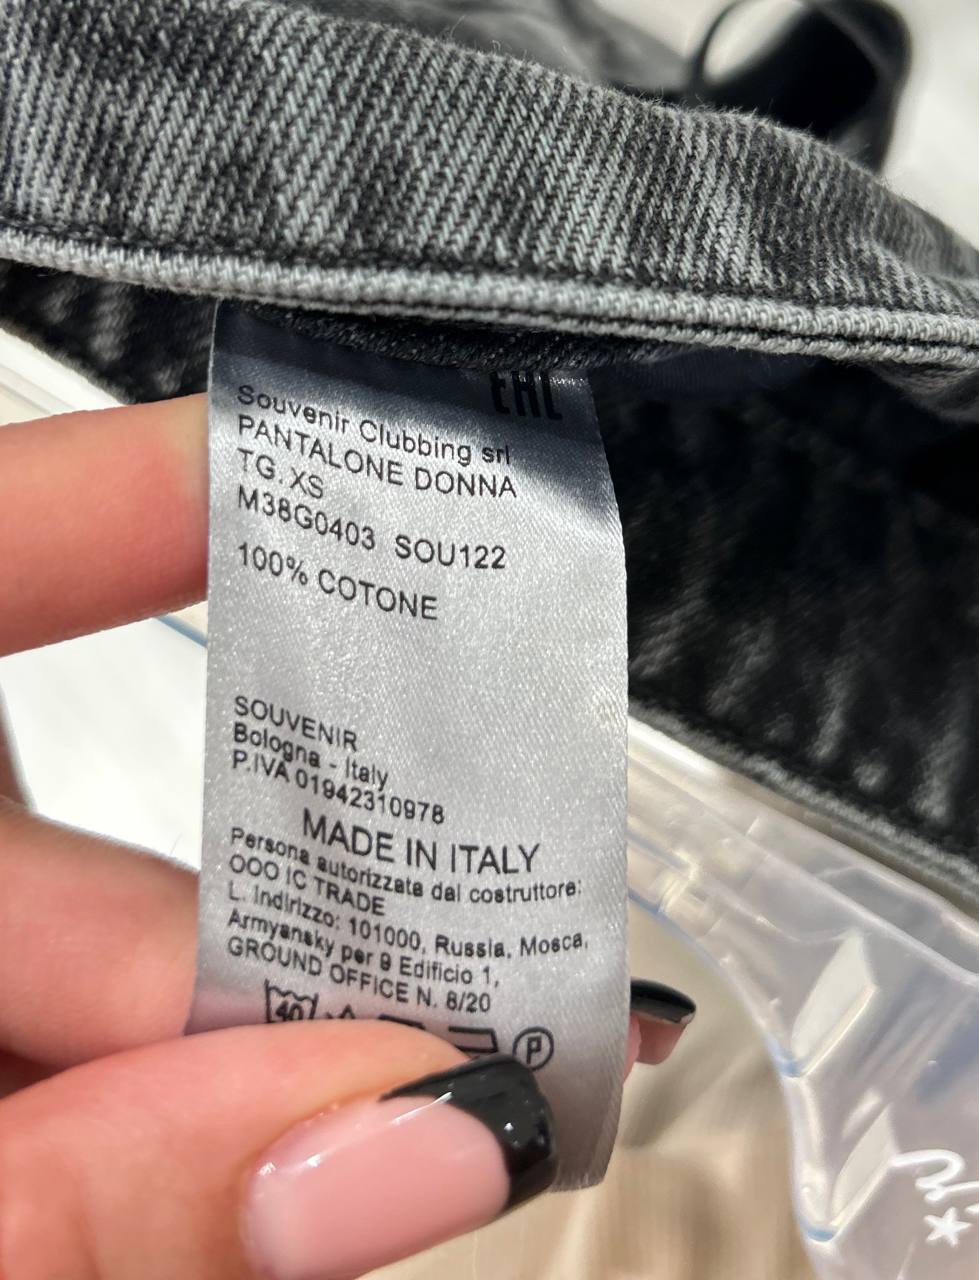 EAC
Souvenir Clubbing srl
PANTALONE DONNA
TG. XS
M38G0403 SOU122
100% COTONE
SOUVENIR
Bologna - Italy
P.IVA 01942310978
MADE IN ITALY
Persona autorizzata dal costruttore:
OOO IC TRADE
L. Indirizzo: 101000, Russia, Mosca,
Armyansky per 9 Edificio 1,
GROUND OFFICE N. 8/20
40
P